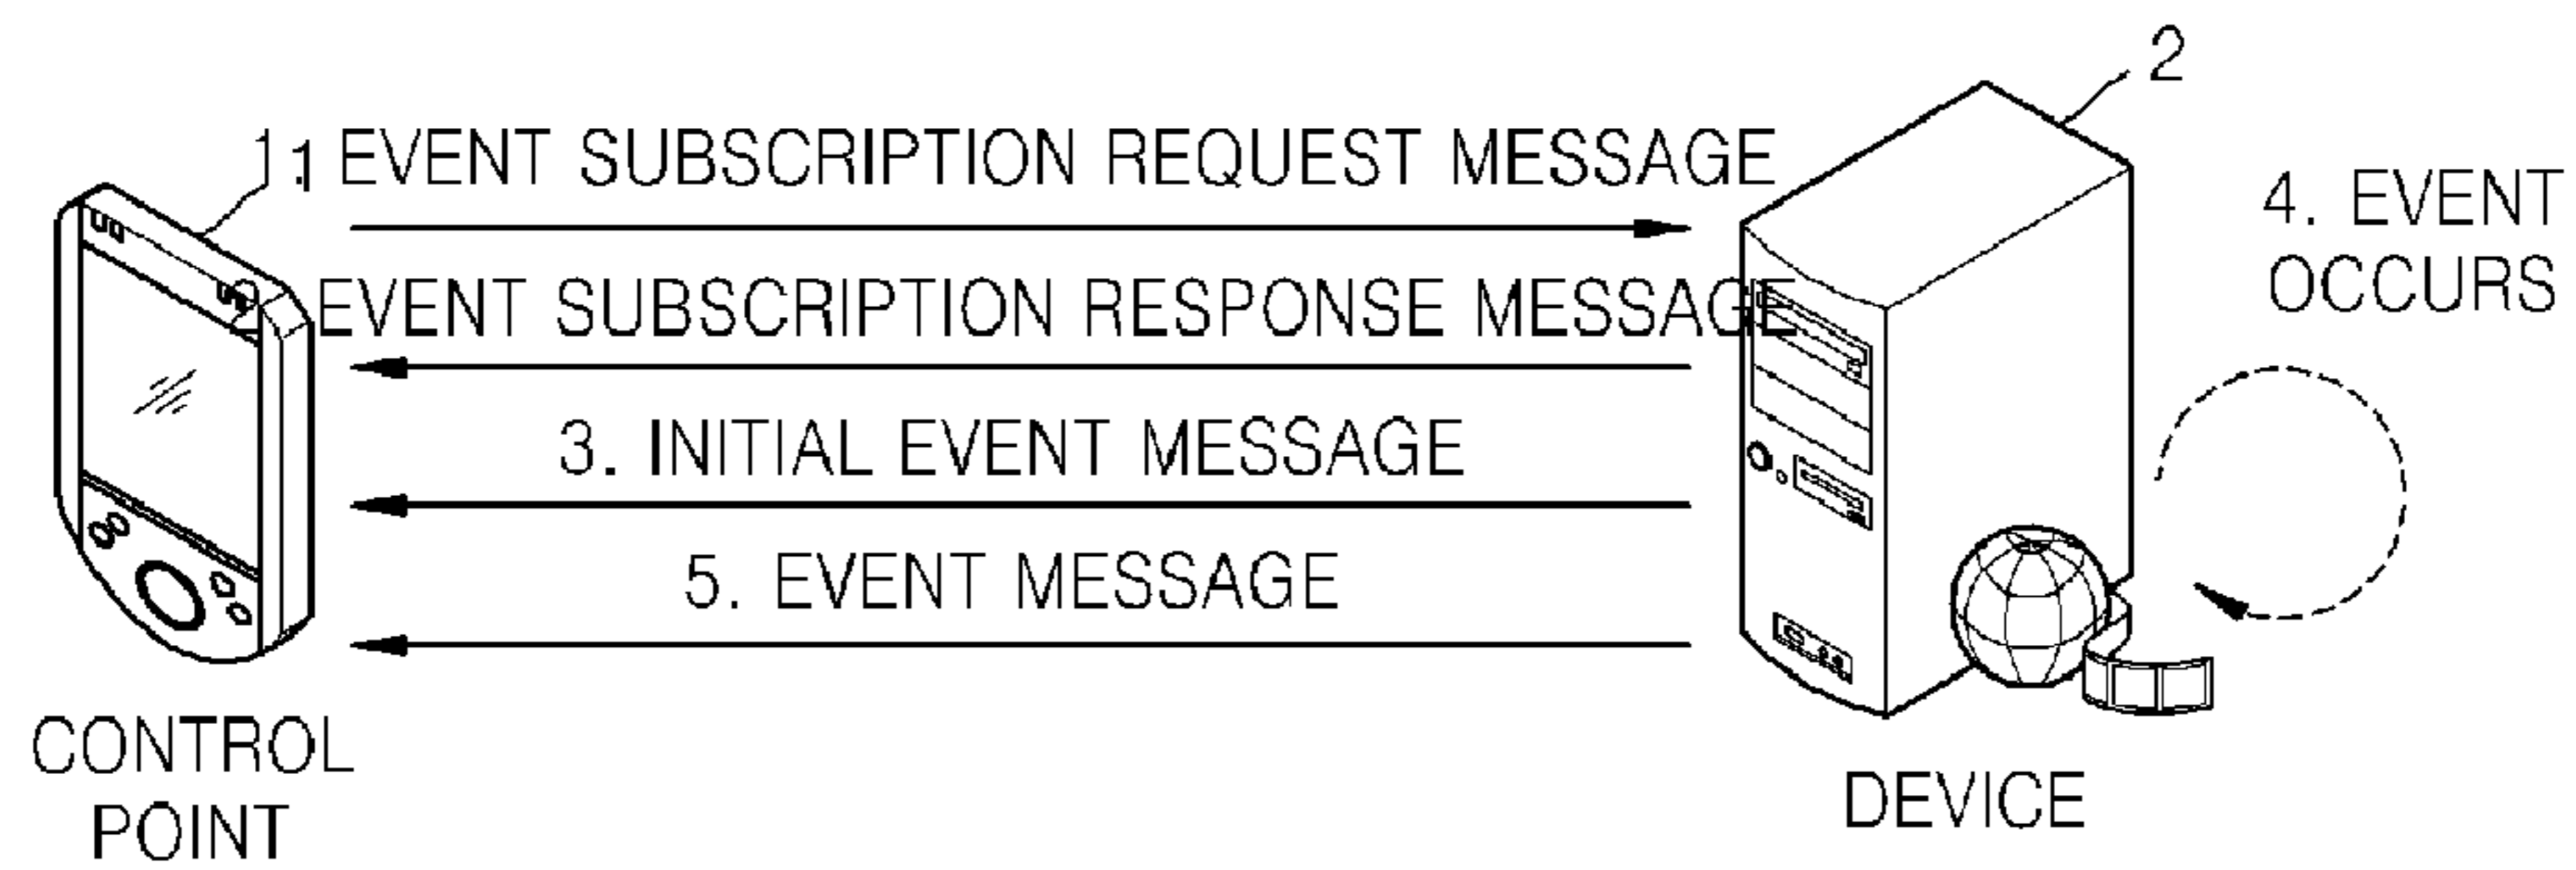 2
1
1. EVENT SUBSCRIPTION REQUEST MESSAGE
4. EVENT
OCCURS
2. EVENT SUBSCRIPTION RESPONSE MESSAGE
3. INITIAL EVENT MESSAGE
5. EVENT MESSAGE
CONTROL
POINT
DEVICE